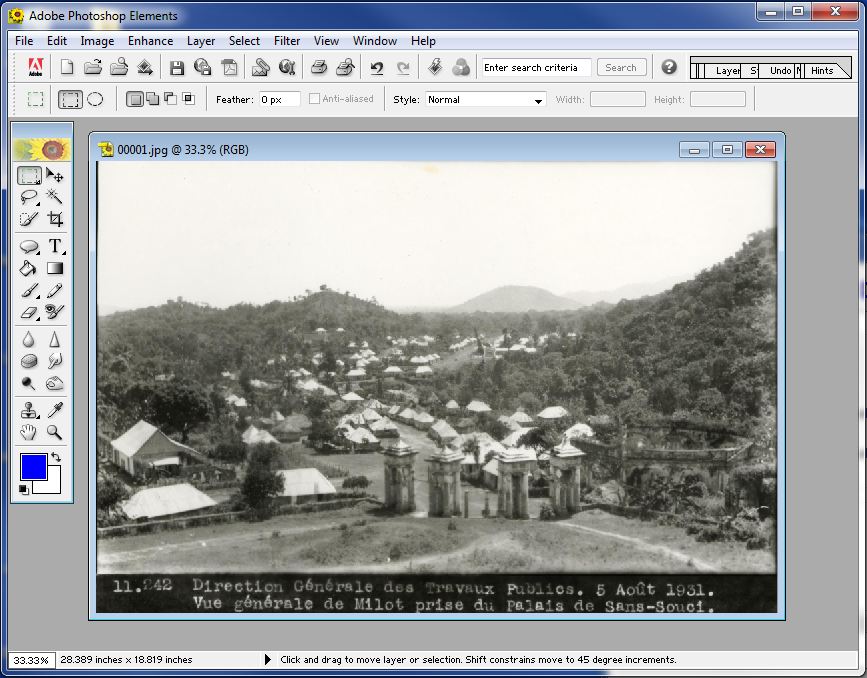 Adobe Photoshop Elements
File Edit Image Enhance Layer Select Filter View Window Help
Adobe Enter search criteria Search ? Layer S Undo Hints
Feather: 0 px Anti-aliased Style: Normal Width: Height:
00001.jpg @ 33.3% (RGB)
T
11.242 Direction Générale des Travaux Publics. 5 Août 1931.
Vue générale de Milot prise du Palais de Sans-Souci.
33.33% 28.389 inches x 18.819 inches Click and drag to move layer or selection. Shift constrains move to 45 degree increments.